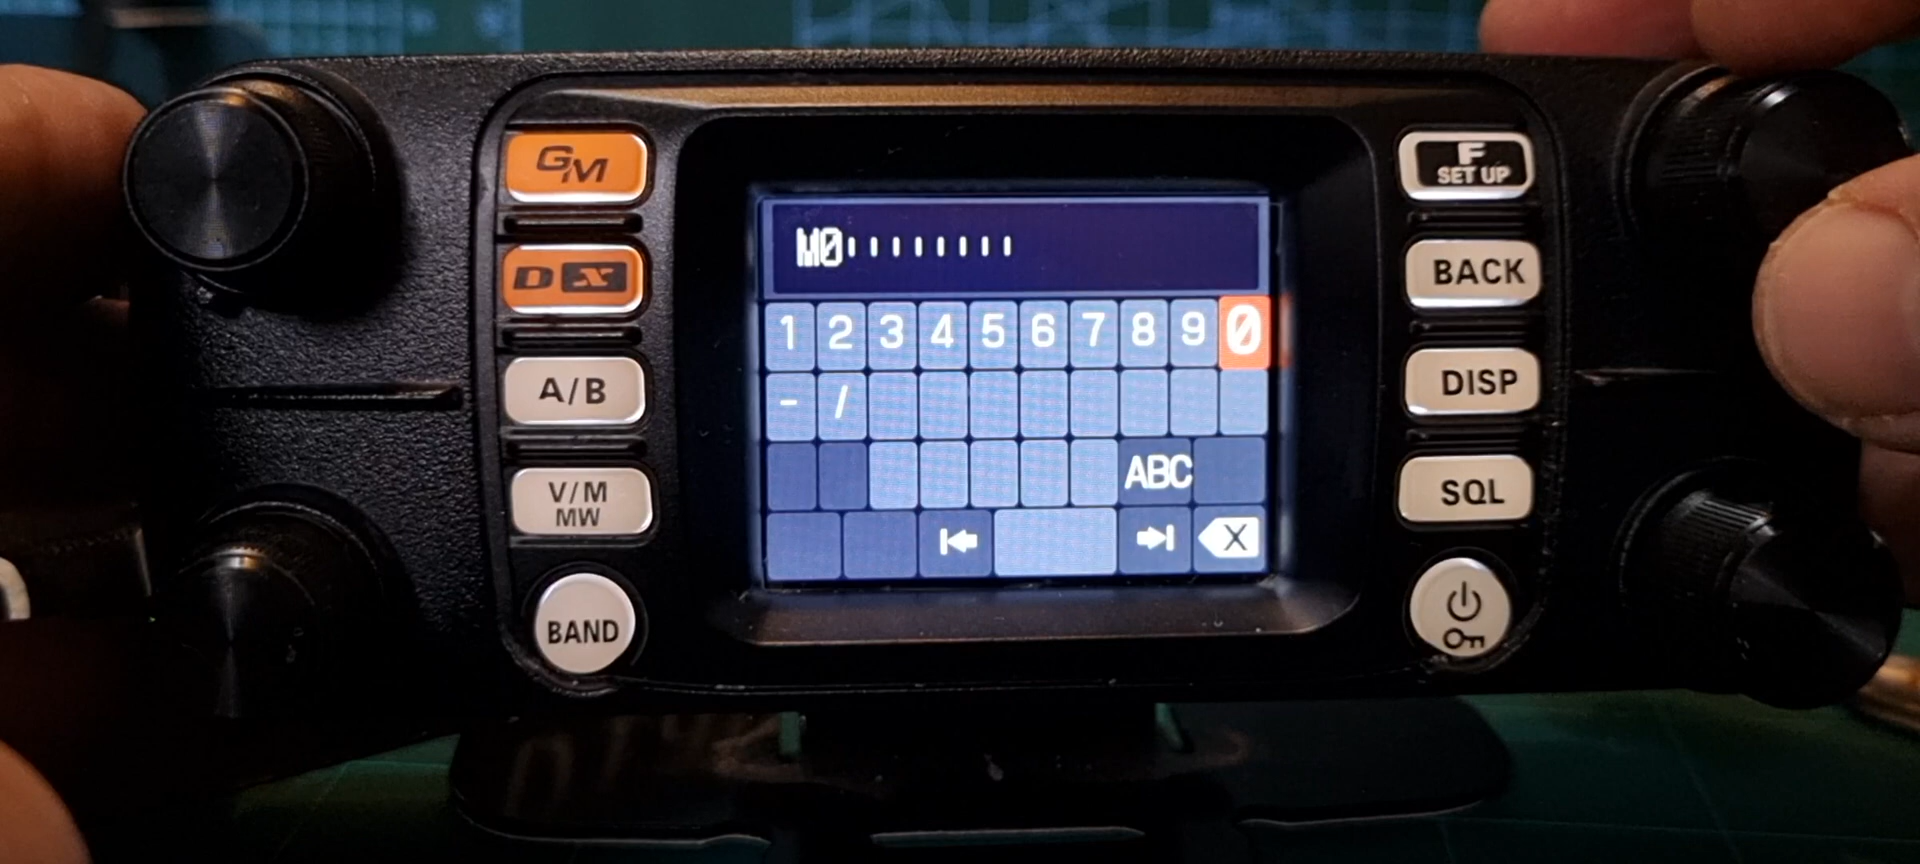 GM
DX
A/B
V/M
MW
BAND
M0
1 2 3 4 5 6 7 8 9 0
- /
ABC
X
F
SET UP
BACK
DISP
SQL